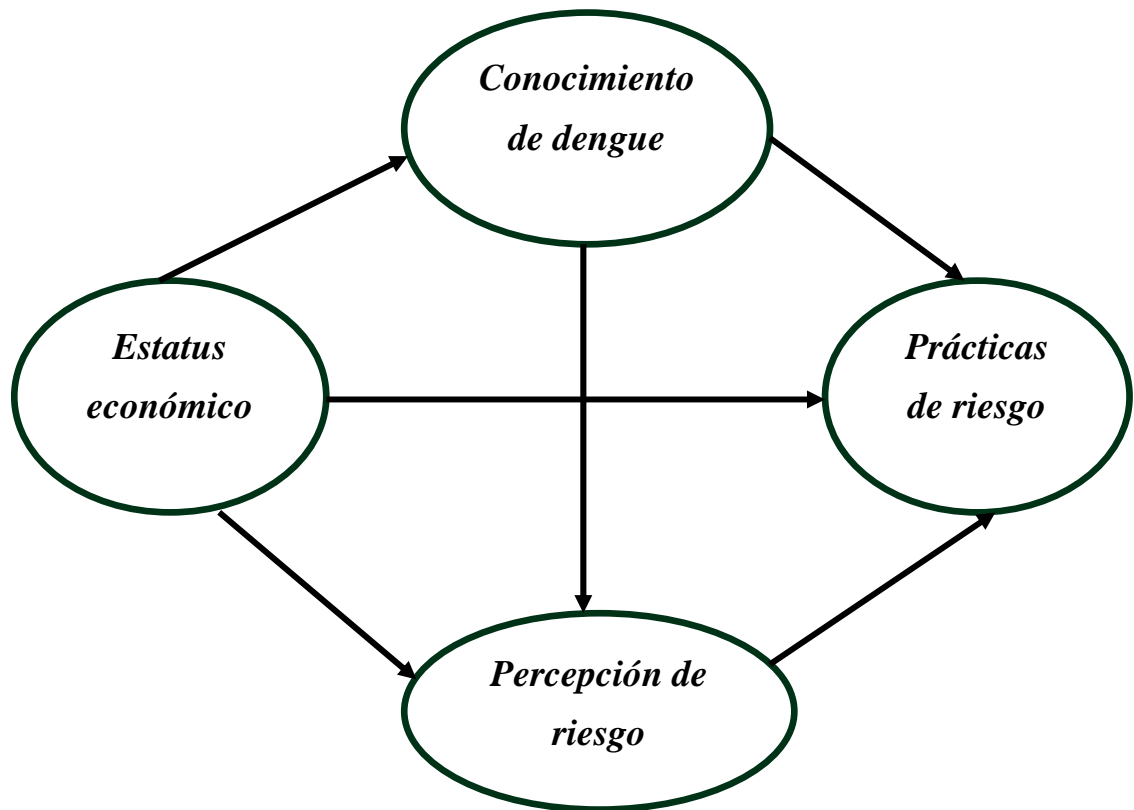 Conocimiento
de dengue
Estatus
económico
Prácticas
de riesgo
Percepción de
riesgo